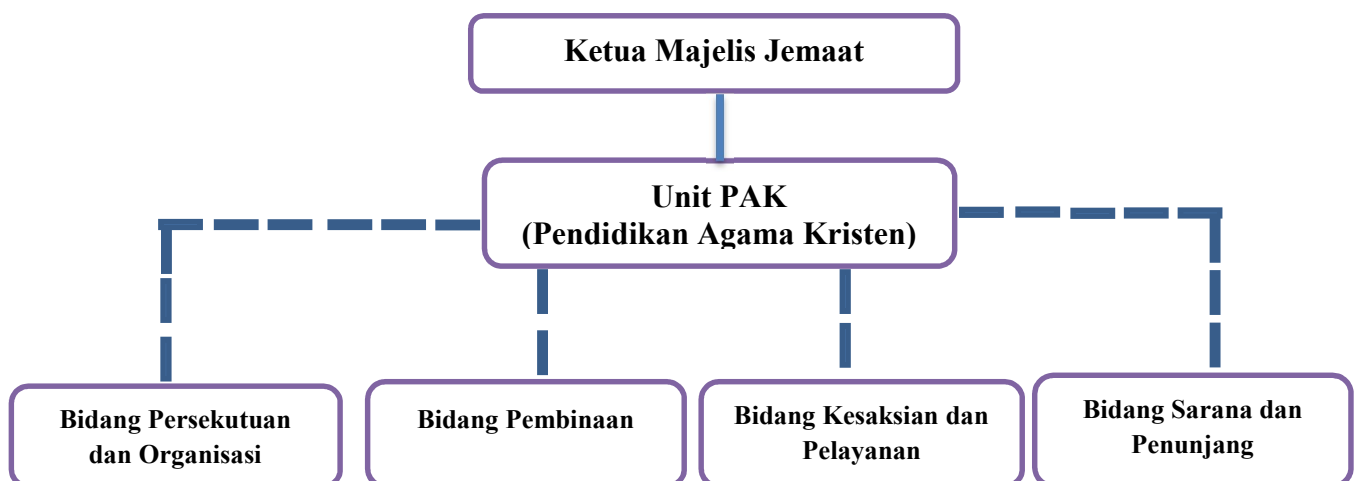 Ketua Majelis Jemaat
Unit PAK
(Pendidikan Agama Kristen)
Bidang Persekutuan
dan Organisasi
Bidang Pembinaan
Bidang Kesaksian dan
Pelayanan
Bidang Sarana dan
Penunjang